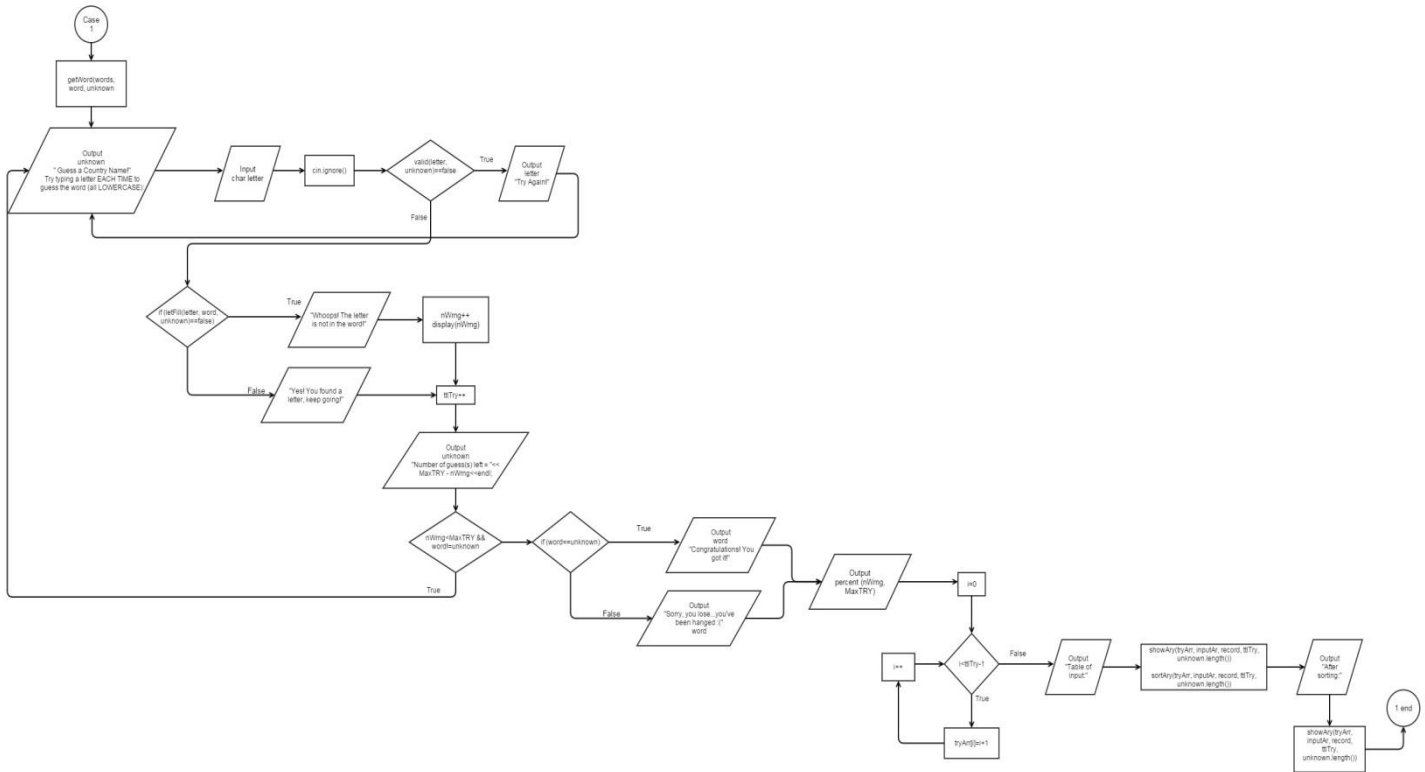 Case
1
getWord(words,
word, unknown
Output
unknown
" Guess a Country Name!"
Try typing a letter EACH TIME to
guess the word (all LOWERCASE):
Input
char letter
cin.ignore()
valid(letter,
unknown)==false
True
Output
letter
"Try Again!"
False
if (letFill(letter, word,
unknown)==false)
True
"Whoops! The letter
is not in the word!"
nWrng++
display(nWrng)
False
"Yes! You found a
letter, keep going!"
ttlTry++
Output
unknown
"Number of guess(s) left = "<<
MaxTRY - nWrng<<endl;
nWrng<MaxTRY &&
word!=unknown
True
if (word==unknown)
True
Output
word
"Congratulations! You
got it!"
False
Output
"Sorry, you lose...you've
been hanged :("
word
Output
percent (nWrng,
MaxTRY)
i=0
i<ttlTry-1
False
True
i++
tryArr[i]=i+1
Output
"Table of
input:"
showAry(tryArr, inputAr, record, ttlTry,
unknown.length())
sortAry(tryArr, inputAr, record, ttlTry,
unknown.length())
Output
"After
sorting:"
showAry(tryArr,
inputAr, record,
ttlTry,
unknown.length())
1 end